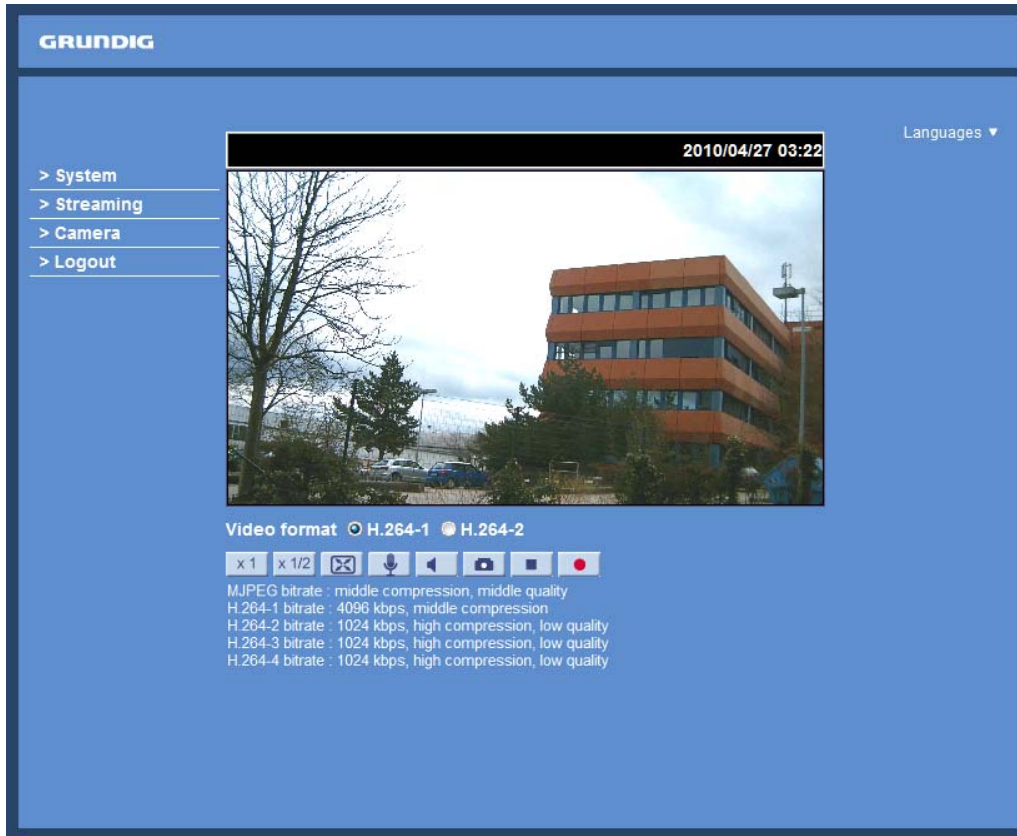 GRUNDIG
Languages ▼
2010/04/27 03:22
> System
> Streaming
> Camera
> Logout
Video format H.264-1 H.264-2
x 1 x 1/2
MJPEG bitrate : middle compression, middle quality
H.264-1 bitrate : 4096 kbps, middle compression
H.264-2 bitrate : 1024 kbps, high compression, low quality
H.264-3 bitrate : 1024 kbps, high compression, low quality
H.264-4 bitrate : 1024 kbps, high compression, low quality